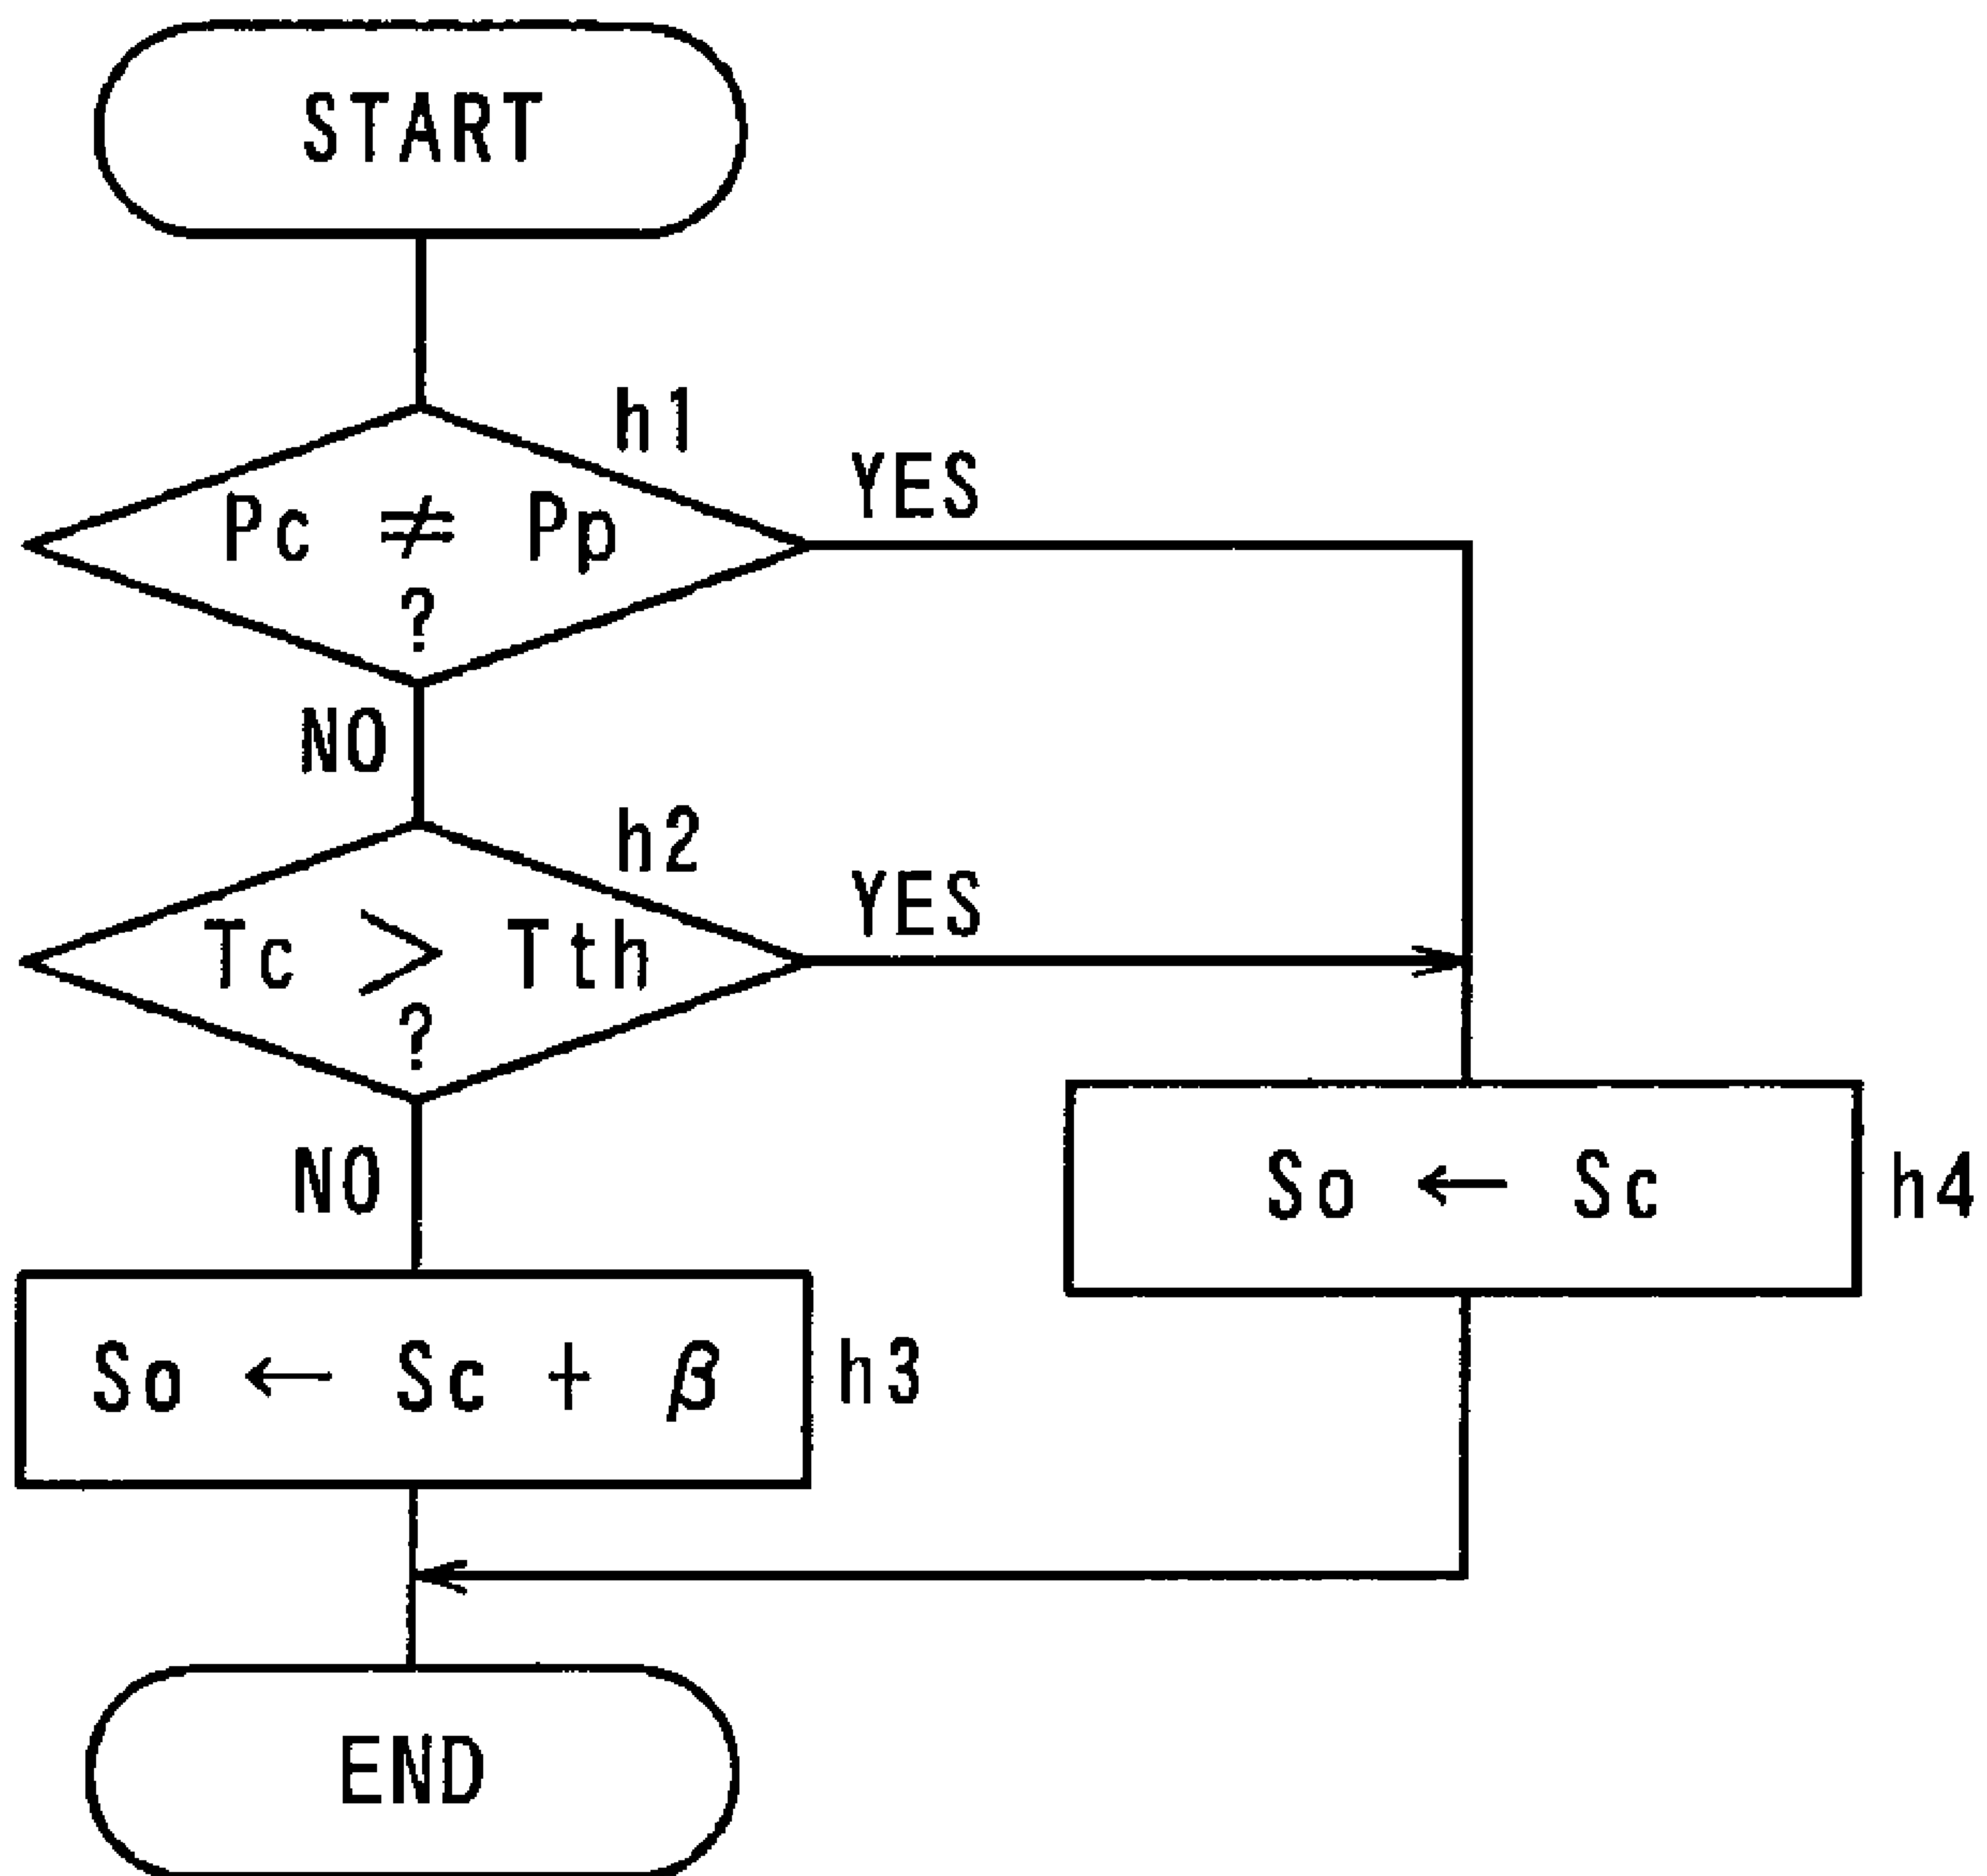 START
h1
Pc ≠ Pp
?
YES
NO
h2
Tc > Tth
?
YES
NO
So ← Sc
h4
So ← Sc + β
h3
END